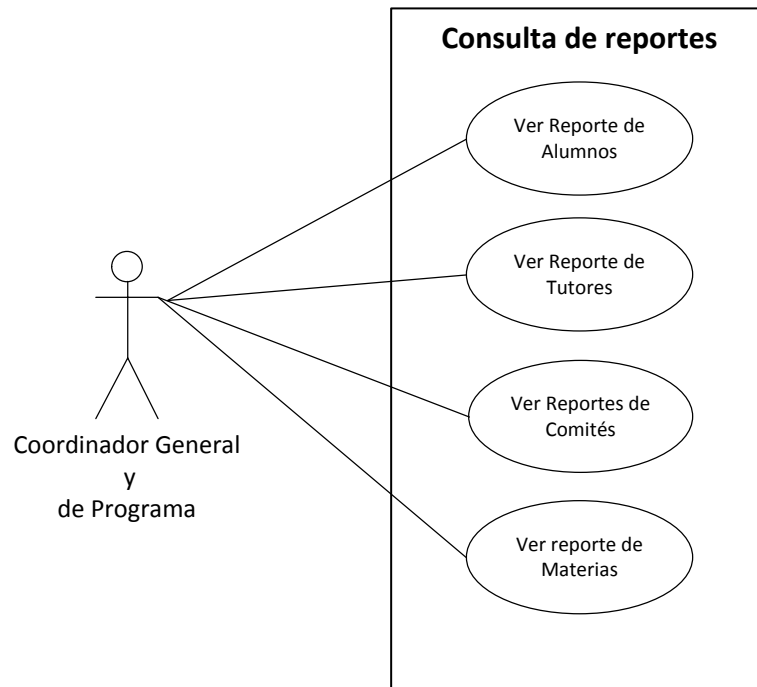 Consulta de reportes
Ver Reporte de
Alumnos
Ver Reporte de
Tutores
Ver Reportes de
Comités
Ver reporte de
Materias
Coordinador General
y
de Programa